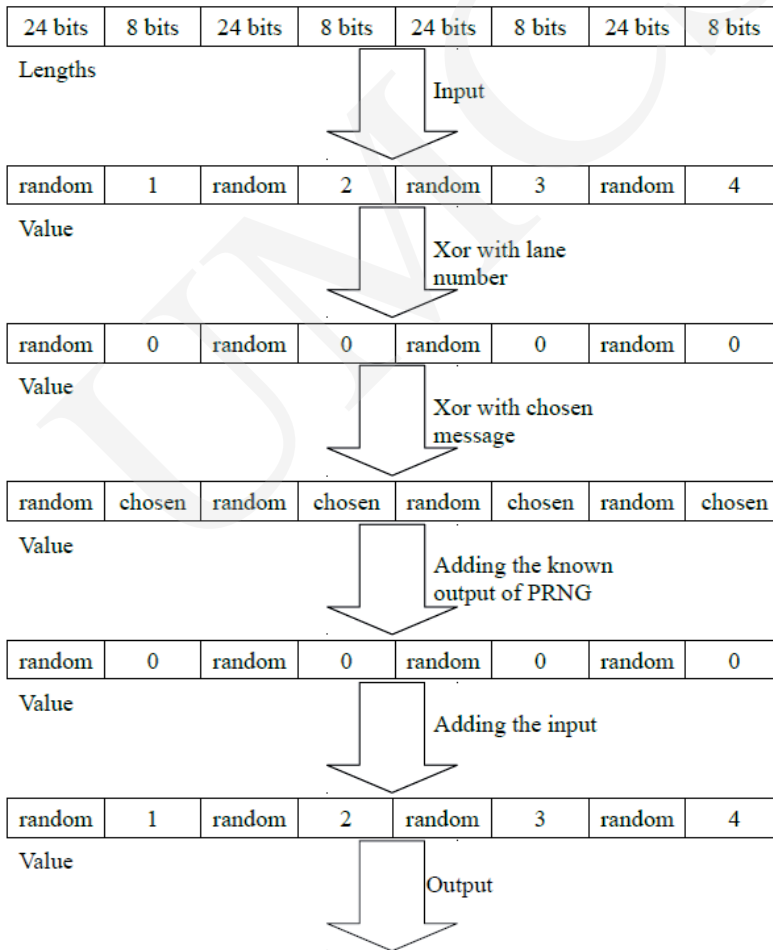 24 bits 8 bits 24 bits 8 bits 24 bits 8 bits 24 bits 8 bits
Lengths
Input
random 1 random 2 random 3 random 4
Value
Xor with lane
number
random 0 random 0 random 0 random 0
Value
Xor with chosen
message
random chosen random chosen random chosen random chosen
Value
Adding the known
output of PRNG
random 0 random 0 random 0 random 0
Value
Adding the input
random 1 random 2 random 3 random 4
Value
Output
UMCS